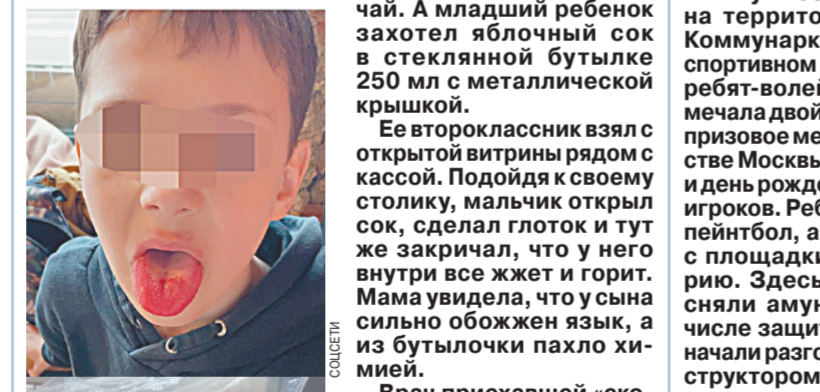 чай. А младший ребенок
захотел яблочный сок
в стеклянной бутылке
250 мл с металлической
крышкой.
Ее второклассник взял с
открытой витрины рядом с
кассой. Подойдя к своему
столику, мальчик открыл
сок, сделал глоток и тут
же закричал, что у него
внутри все жжет и горит.
Мама увидела, что у сына
сильно обожжен язык, а
из бутылочки пахло хи-
мией.
СОЦСЕТИ
на террито
Коммунарк
спортивном
ребят-волей
мечала двой
призовое ме
стве Москвы
и день рожде
игроков. Реб
пейнтбол, а
с площадки
рию. Здесь
сняли амун
числе защи
начали разго
структором